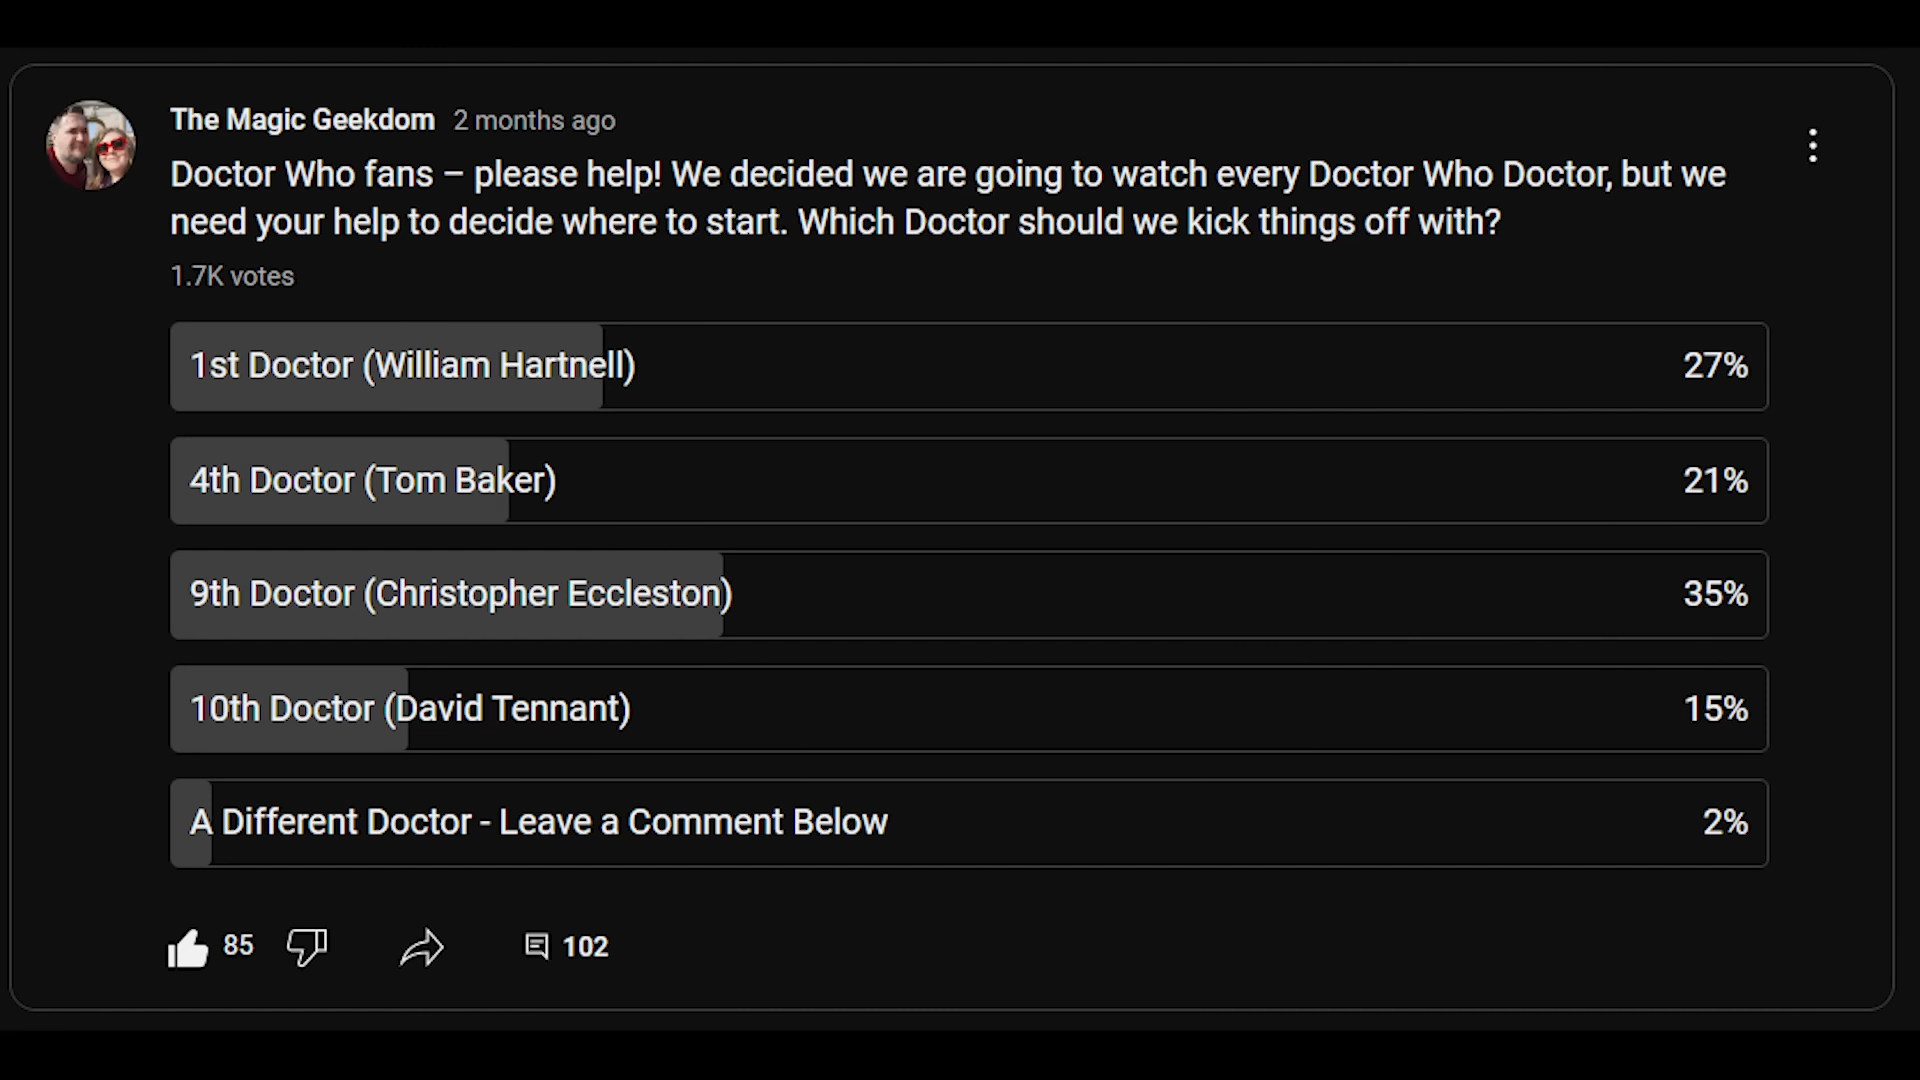 The Magic Geekdom 2 months ago
Doctor Who fans – please help! We decided we are going to watch every Doctor Who Doctor, but we
need your help to decide where to start. Which Doctor should we kick things off with?
1.7K votes
1st Doctor (William Hartnell) 27%
4th Doctor (Tom Baker) 21%
9th Doctor (Christopher Eccleston) 35%
10th Doctor (David Tennant) 15%
A Different Doctor - Leave a Comment Below 2%
85 102